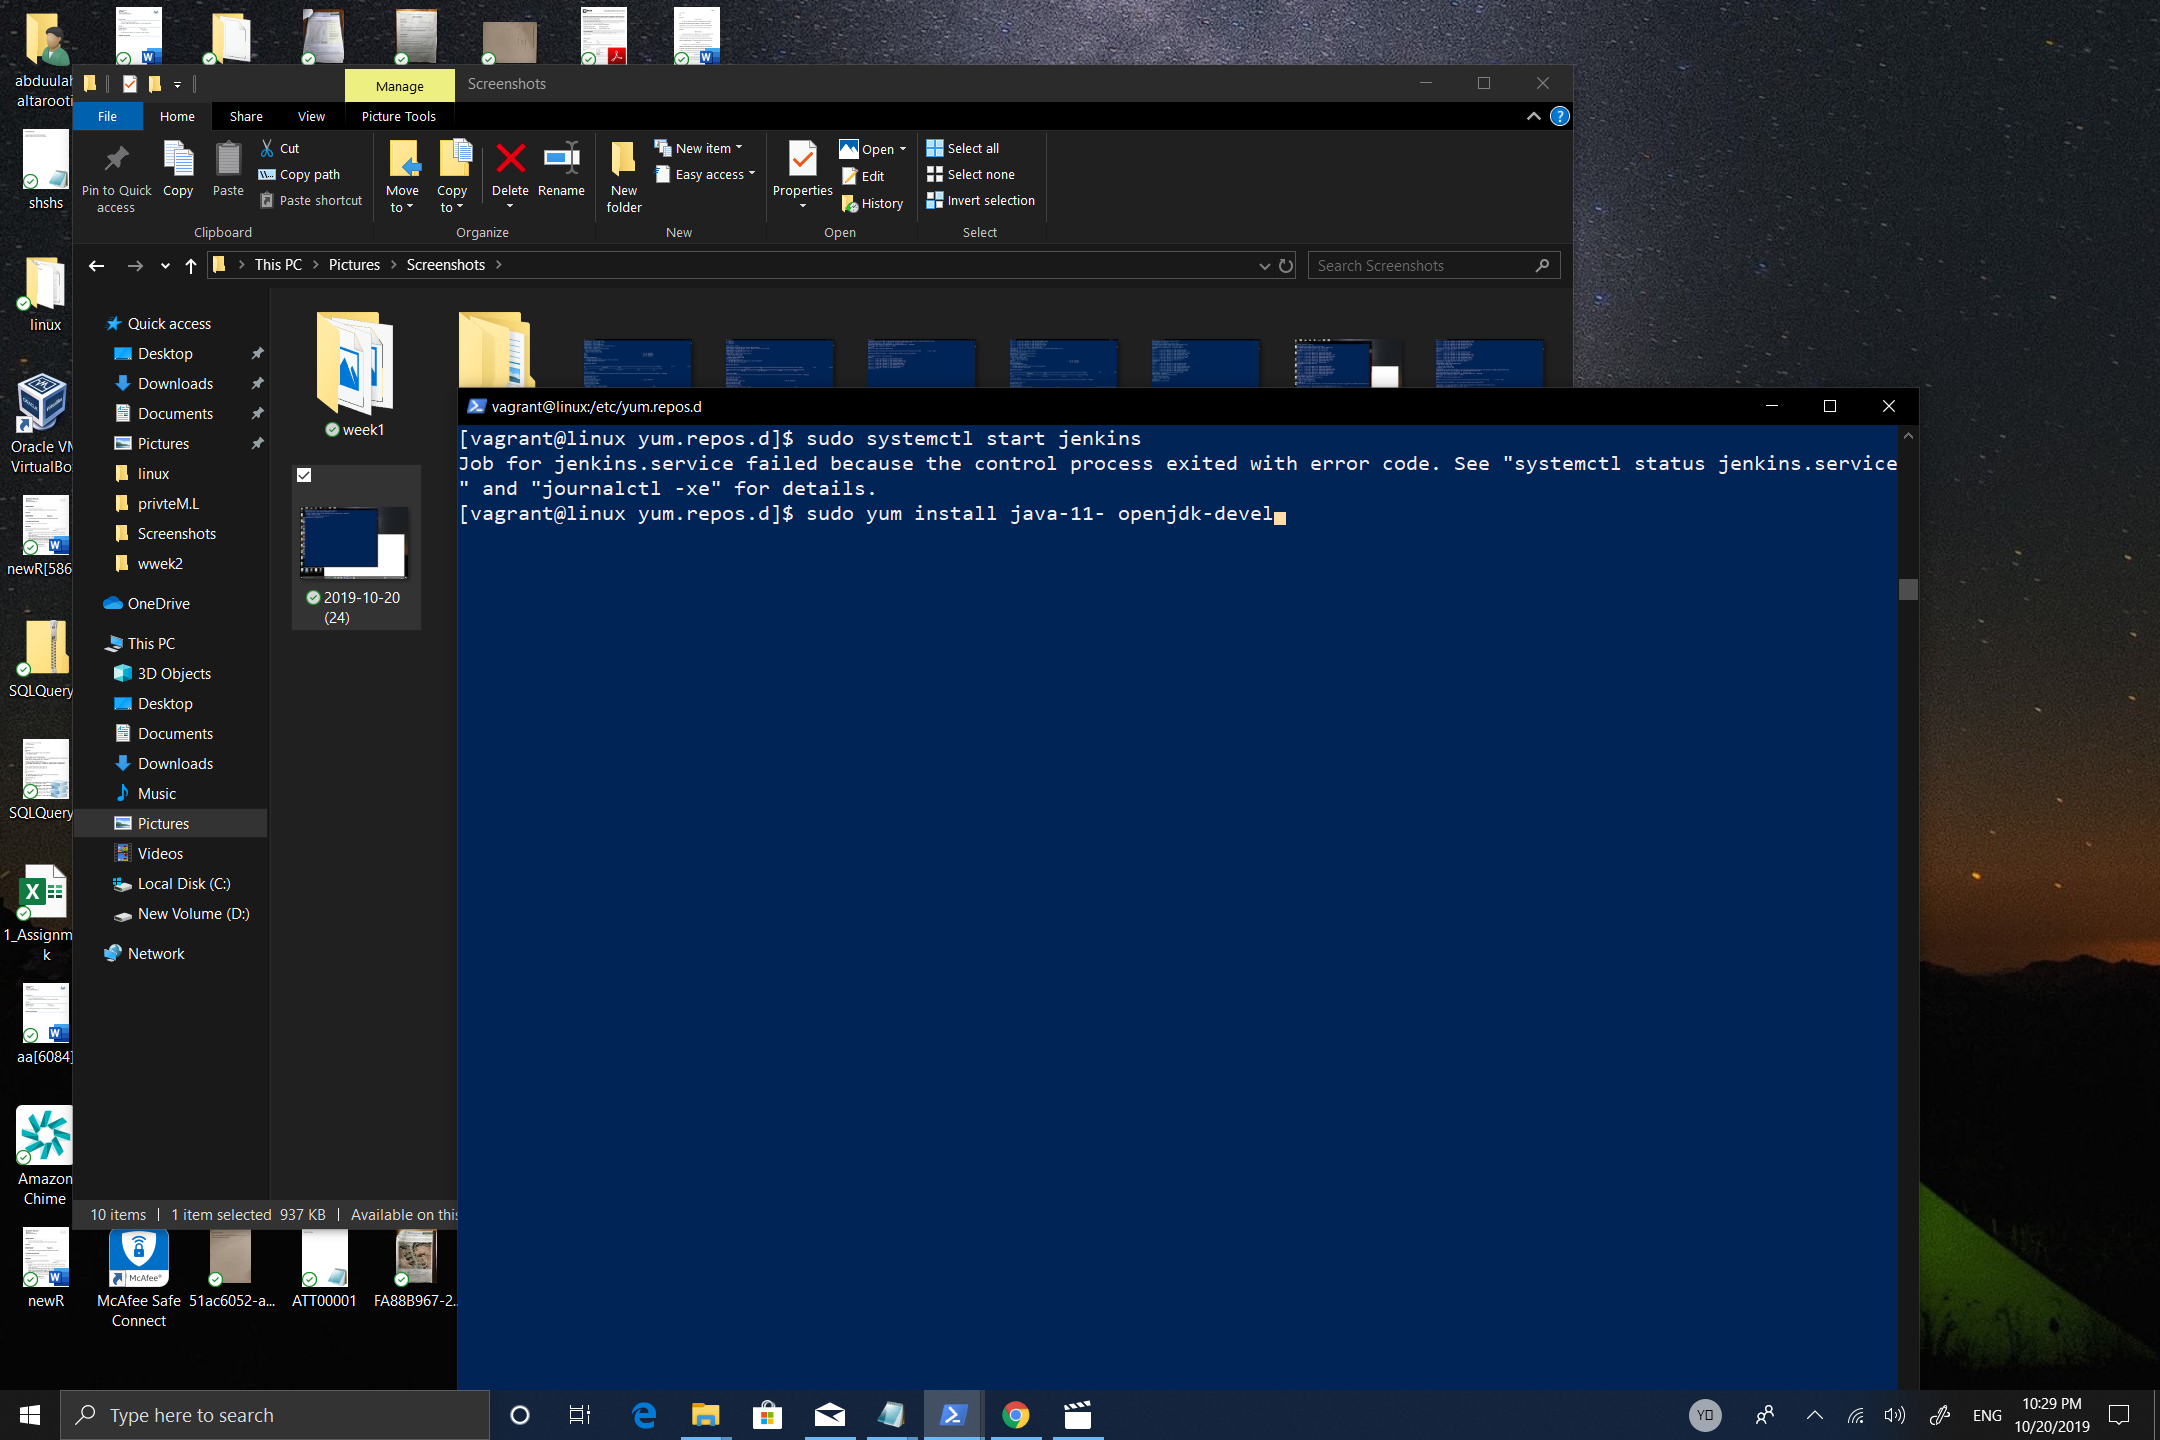 abduulah
altarooti
shshs
linux
Oracle VM
VirtualBo
newR[586
SQLQuery
SQLQuery
1_Assignm
k
aa[6084]
Amazon
Chime
newR
McAfee Safe
Connect
51ac6052-a...
ATT00001
FA88B967-2...
Manage
Screenshots
File
Home
Share
View
Picture Tools
Pin to Quick
access
Copy
Paste
Cut
Copy path
Paste shortcut
Clipboard
Move
to
Copy
to
Delete
Rename
Organize
New
folder
New item
Easy access
New
Properties
Open
Edit
History
Open
Select all
Select none
Invert selection
Select
This PC
Pictures
Screenshots
Search Screenshots
Quick access
Desktop
Downloads
Documents
Pictures
linux
privteM.L
Screenshots
wwek2
OneDrive
This PC
3D Objects
Desktop
Documents
Downloads
Music
Pictures
Videos
Local Disk (C:)
New Volume (D:)
Network
week1
2019-10-20
(24)
10 items
1 item selected 937 KB
Available on this
vagrant@linux:/etc/yum.repos.d
[vagrant@linux yum.repos.d]$ sudo systemctl start jenkins
Job for jenkins.service failed because the control process exited with error code. See "systemctl status jenkins.service
" and "journalctl -xe" for details.
[vagrant@linux yum.repos.d]$ sudo yum install java-11- openjdk-devel
McAfee
Type here to search
ENG
10:29 PM
10/20/2019